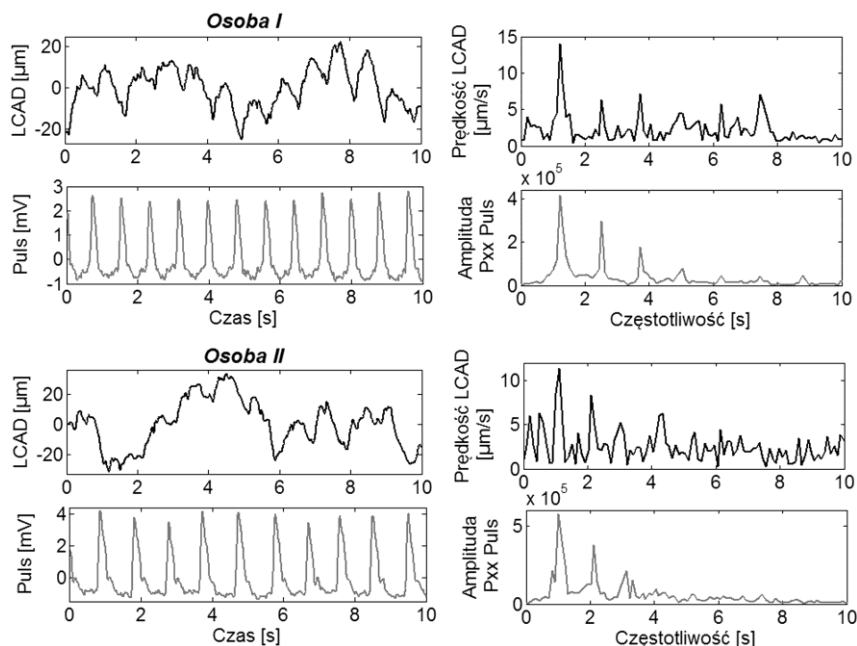 Osoba I
LCAD [µm]
20
0
-20
0 2 4 6 8 10
Prędkość LCAD
[µm/s]
15
10
5
0
0 2 4 6 8 10
Puls [mV]
3
2
1
0
-1
0 2 4 6 8 10
Czas [s]
x 10^5
Amplituda
Pxx Puls
4
2
0
0 2 4 6 8 10
Częstotliwość [s]
Osoba II
LCAD [µm]
20
0
-20
0 2 4 6 8 10
Prędkość LCAD
[µm/s]
10
5
0
0 2 4 6 8 10
Puls [mV]
4
2
0
0 2 4 6 8 10
Czas [s]
x 10^5
Amplituda
Pxx Puls
5
0
0 2 4 6 8 10
Częstotliwość [s]